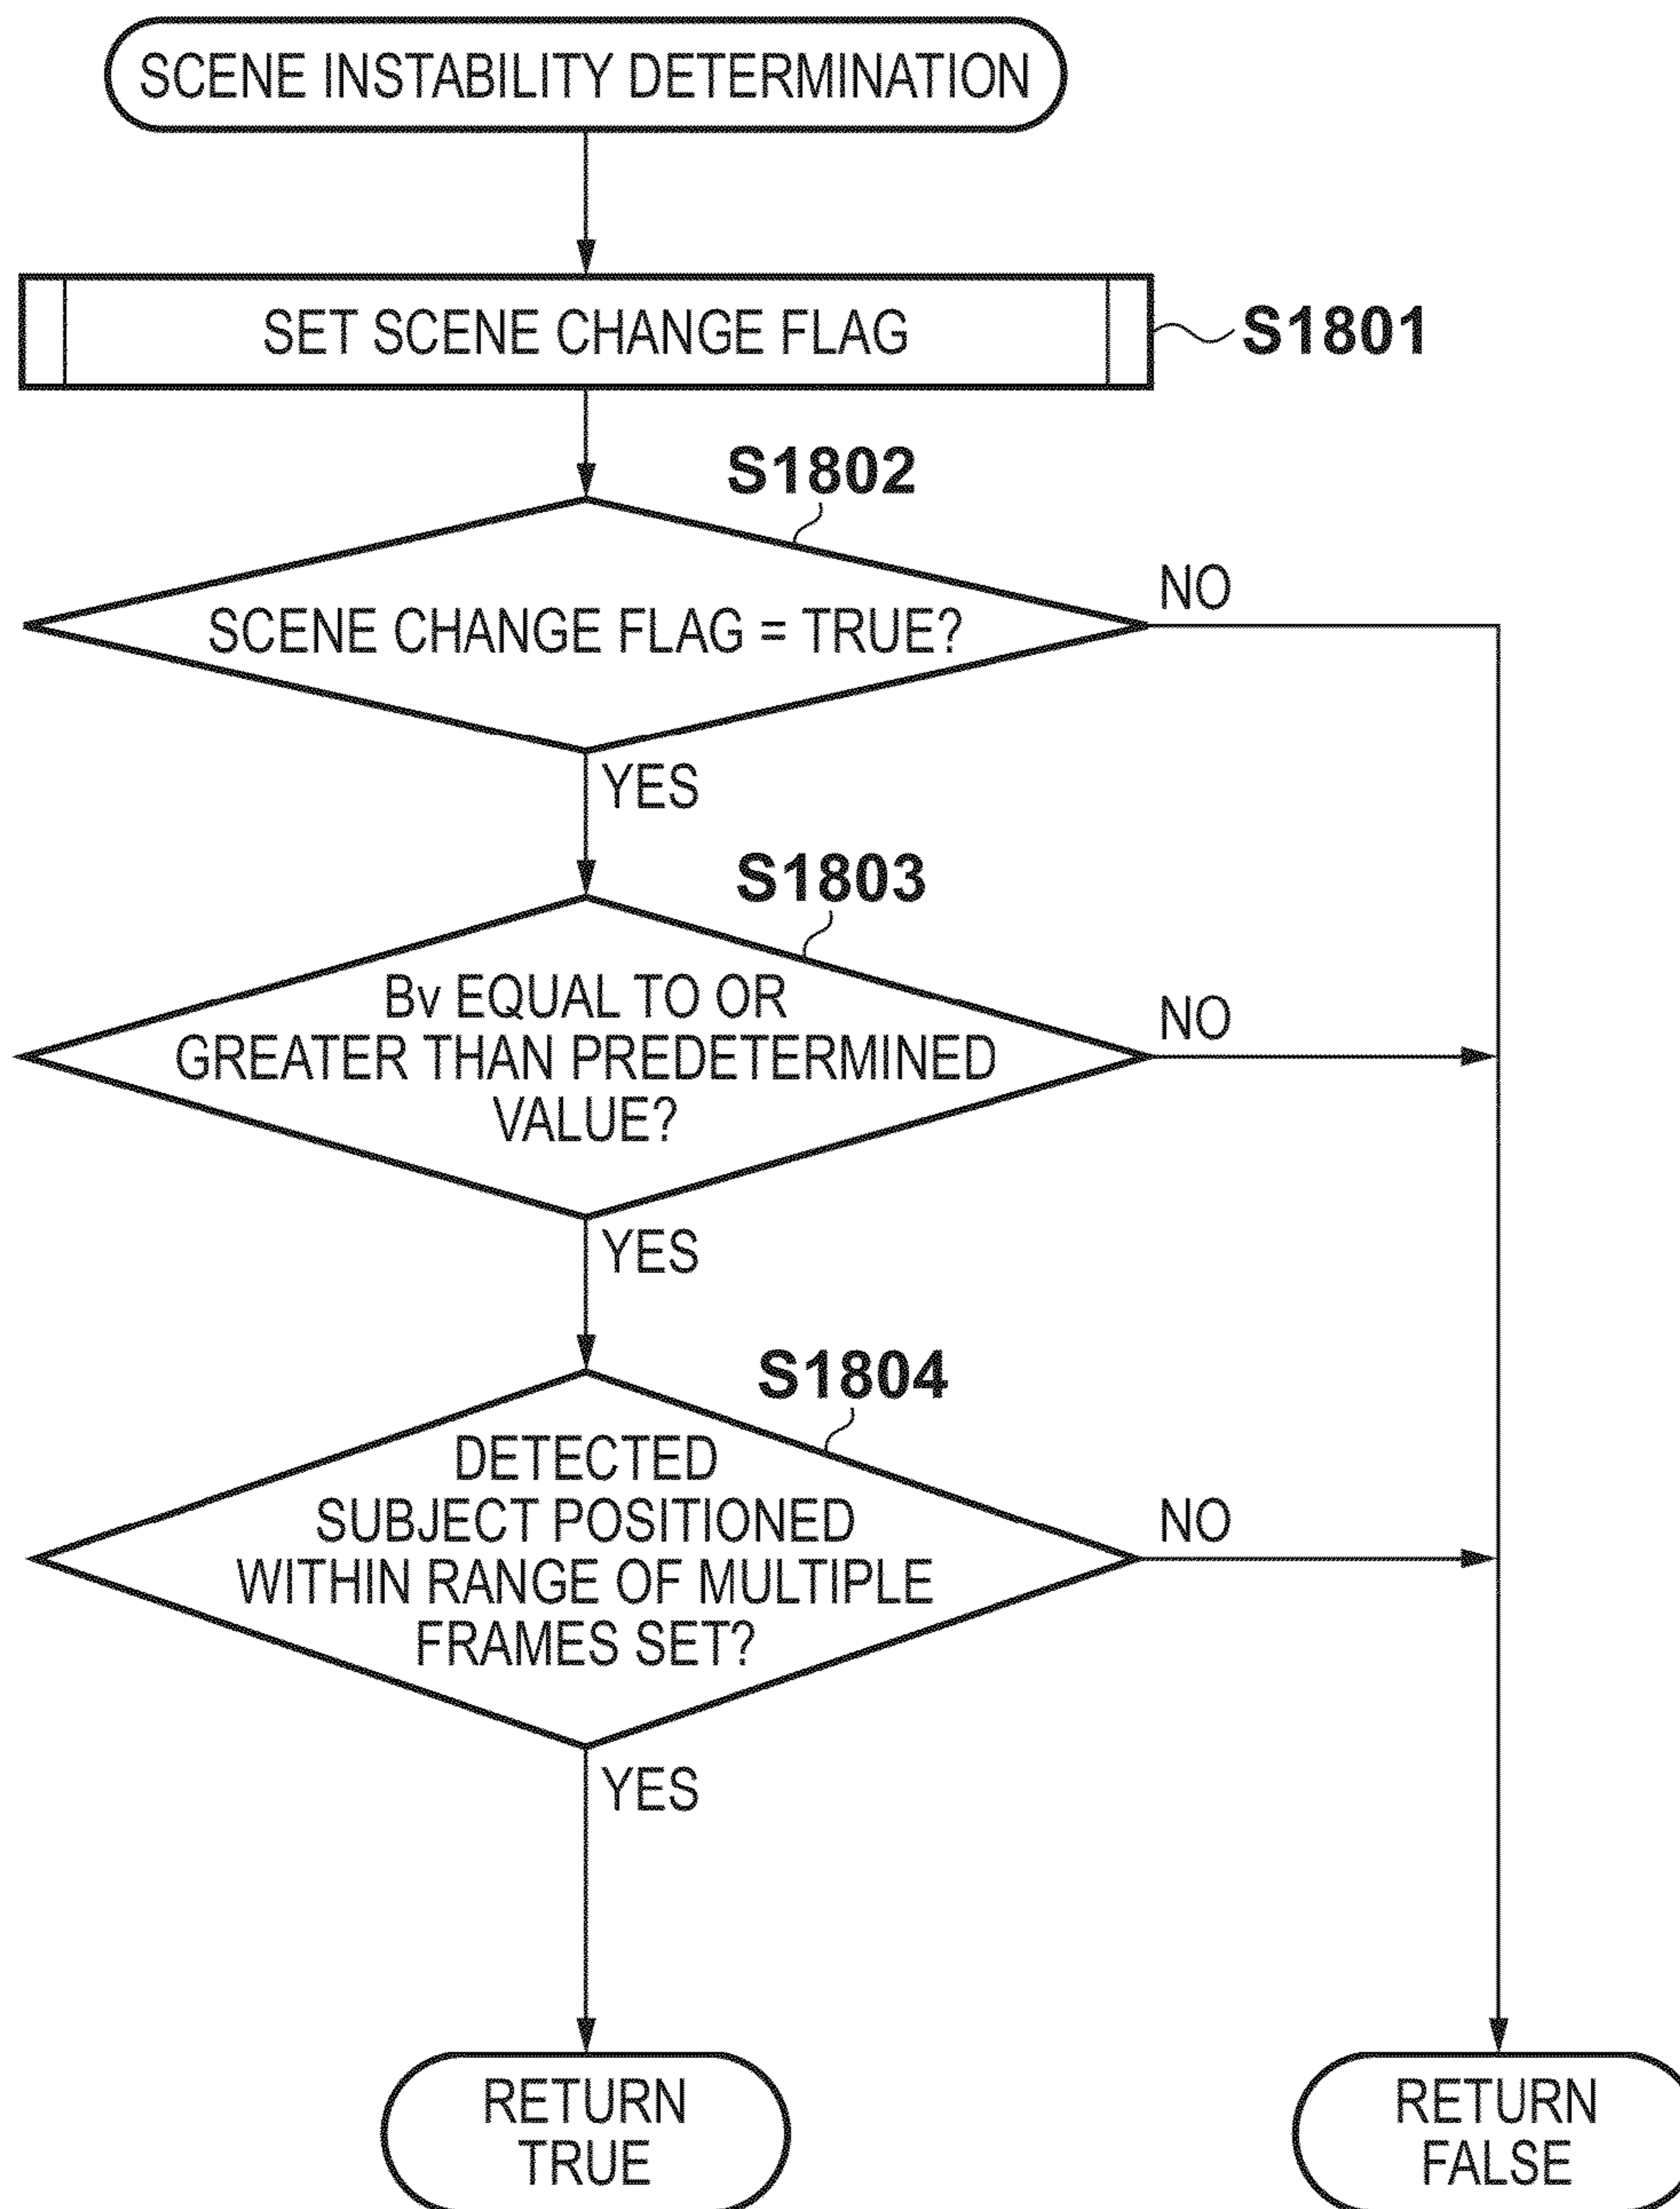 SCENE INSTABILITY DETERMINATION
SET SCENE CHANGE FLAG
S1801
S1802
SCENE CHANGE FLAG = TRUE?
NO
YES
S1803
Bv EQUAL TO OR
GREATER THAN PREDETERMINED
VALUE?
NO
YES
S1804
DETECTED
SUBJECT POSITIONED
WITHIN RANGE OF MULTIPLE
FRAMES SET?
NO
YES
RETURN
TRUE
RETURN
FALSE